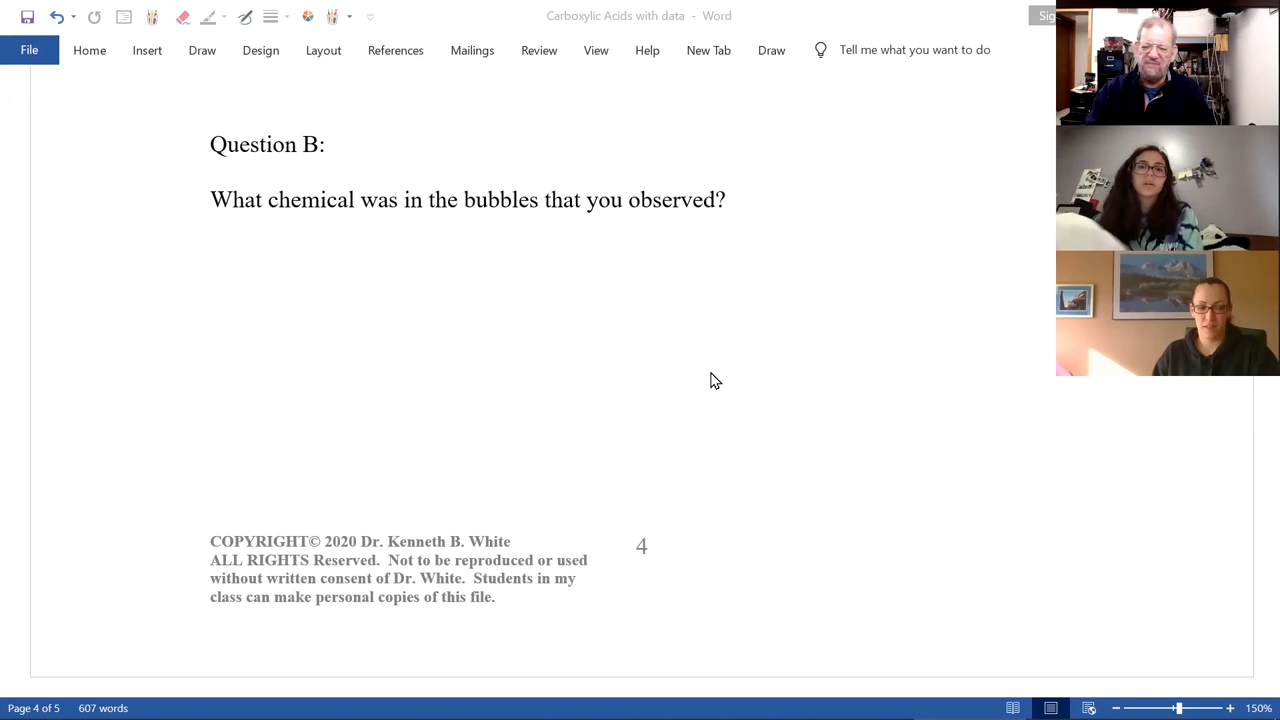 Carboxylic Acids with data - Word
Sig
File Home Insert Draw Design Layout References Mailings Review View Help New Tab Draw Tell me what you want to do
Question B:
What chemical was in the bubbles that you observed?
COPYRIGHT© 2020 Dr. Kenneth B. White
ALL RIGHTS Reserved. Not to be reproduced or used
without written consent of Dr. White. Students in my
class can make personal copies of this file.
4
Page 4 of 5 607 words 150%